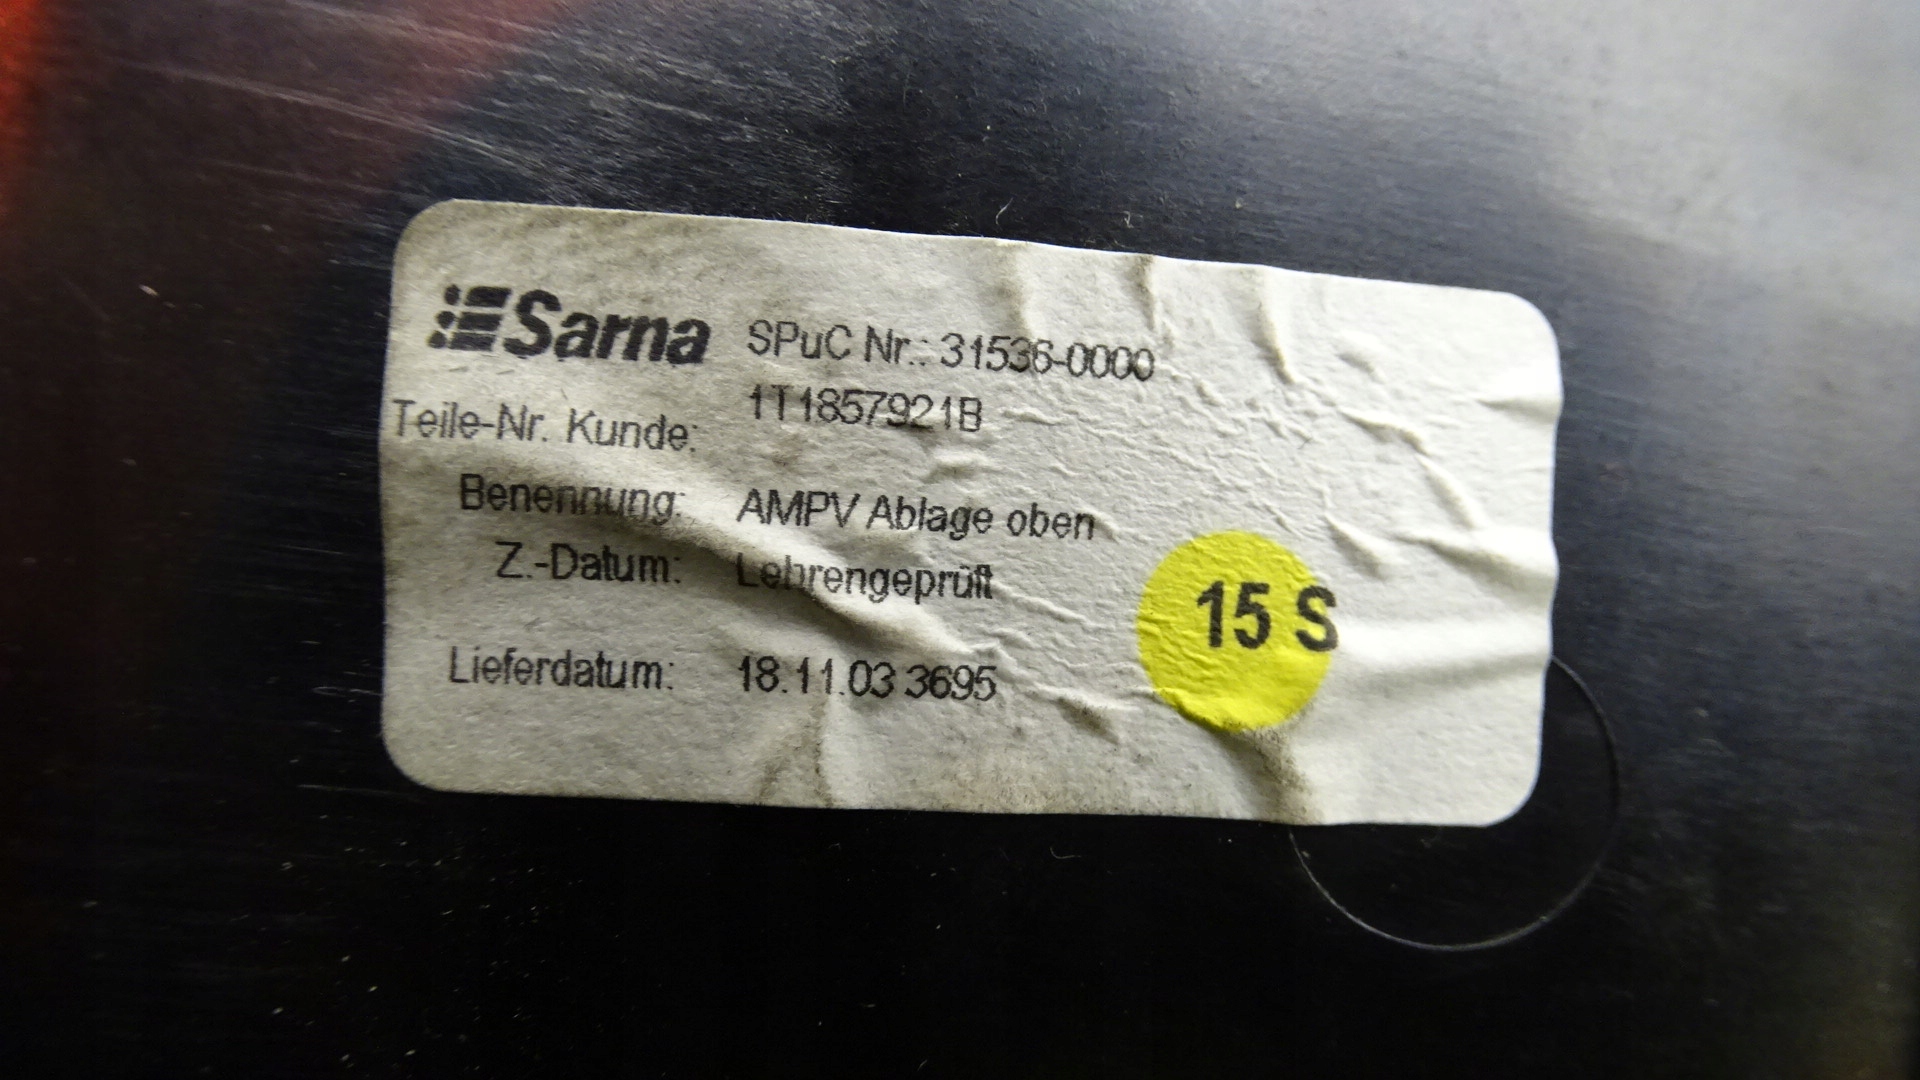 Sarna SPuC Nr.: 31536-0000
Teile-Nr. Kunde: 1T1857921B
Benennung: AMPV Ablage oben
Z.-Datum: Lehrengeprüft
15 S
Lieferdatum: 18.11.03 3695